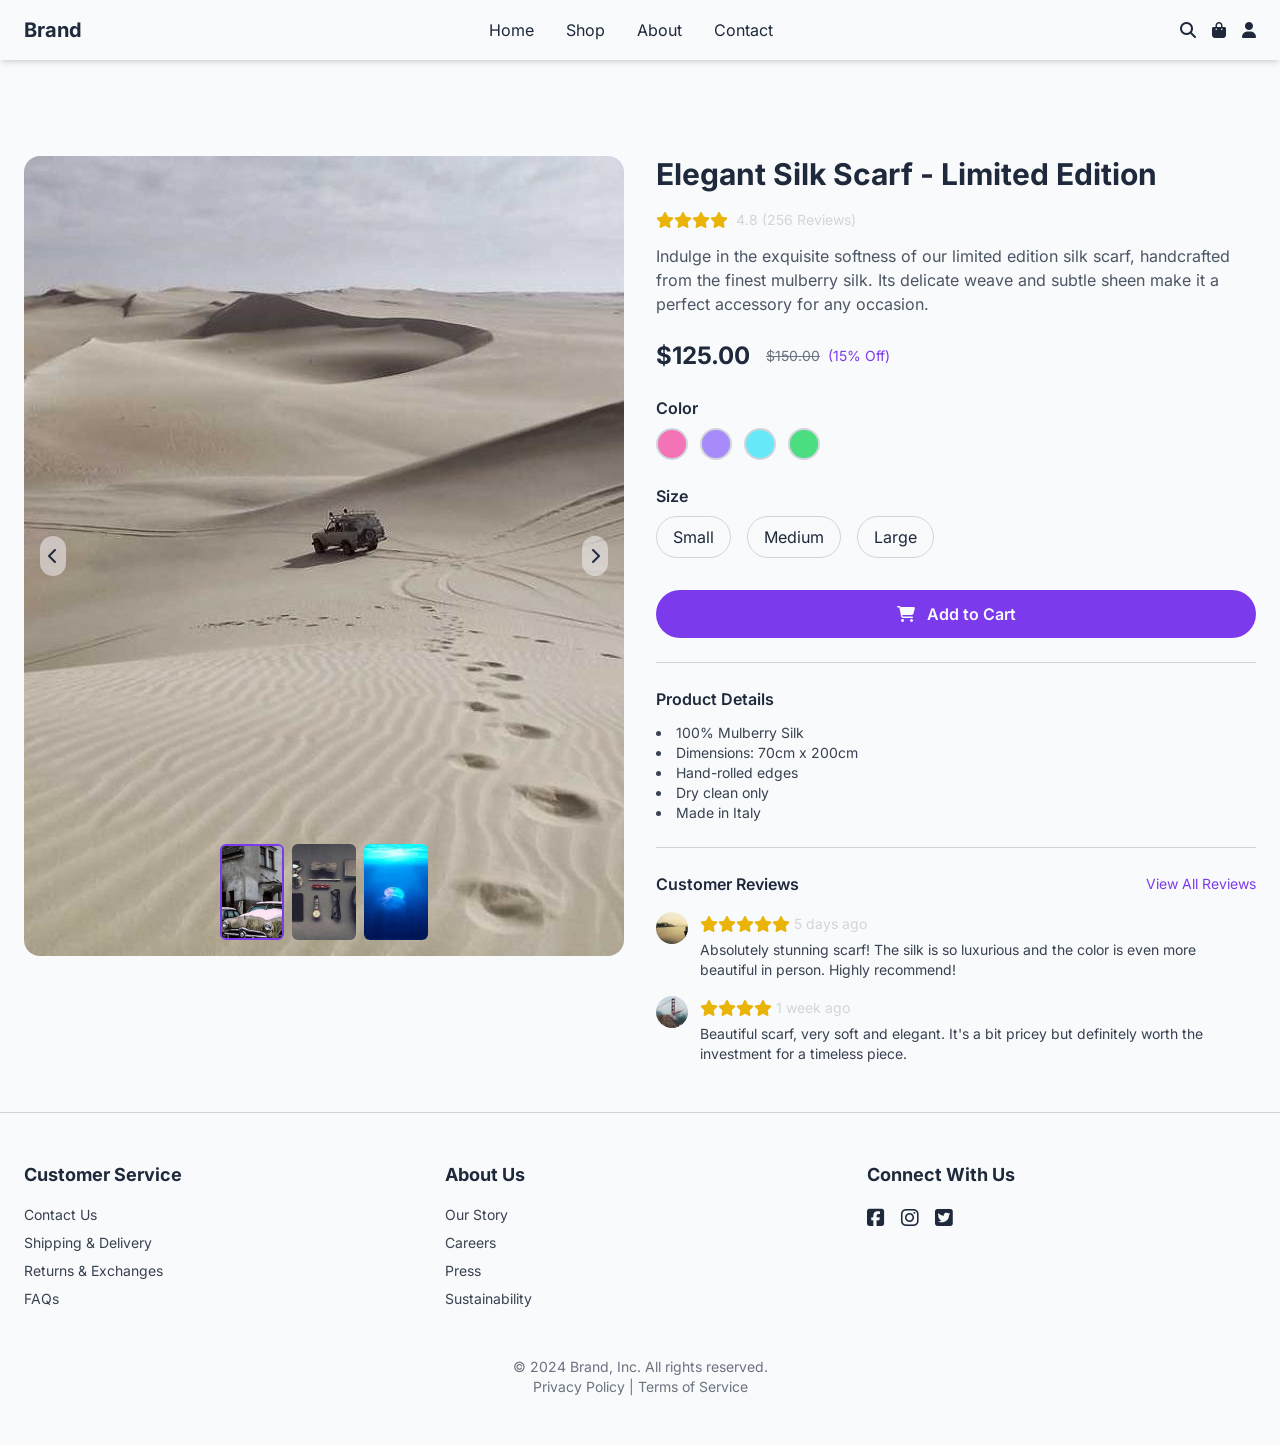 Brand
Home
Shop
About
Contact
Elegant Silk Scarf - Limited Edition
4.8 (256 Reviews)
Indulge in the exquisite softness of our limited edition silk scarf, handcrafted
from the finest mulberry silk. Its delicate weave and subtle sheen make it a
perfect accessory for any occasion.
$125.00 $150.00 (15% Off)
Color
Size
Small
Medium
Large
Add to Cart
Product Details
• 100% Mulberry Silk
• Dimensions: 70cm x 200cm
• Hand-rolled edges
• Dry clean only
• Made in Italy
Customer Reviews
View All Reviews
5 days ago
Absolutely stunning scarf! The silk is so luxurious and the color is even more
beautiful in person. Highly recommend!
1 week ago
Beautiful scarf, very soft and elegant. It's a bit pricey but definitely worth the
investment for a timeless piece.
Customer Service
Contact Us
Shipping & Delivery
Returns & Exchanges
FAQs
About Us
Our Story
Careers
Press
Sustainability
Connect With Us
© 2024 Brand, Inc. All rights reserved.
Privacy Policy | Terms of Service